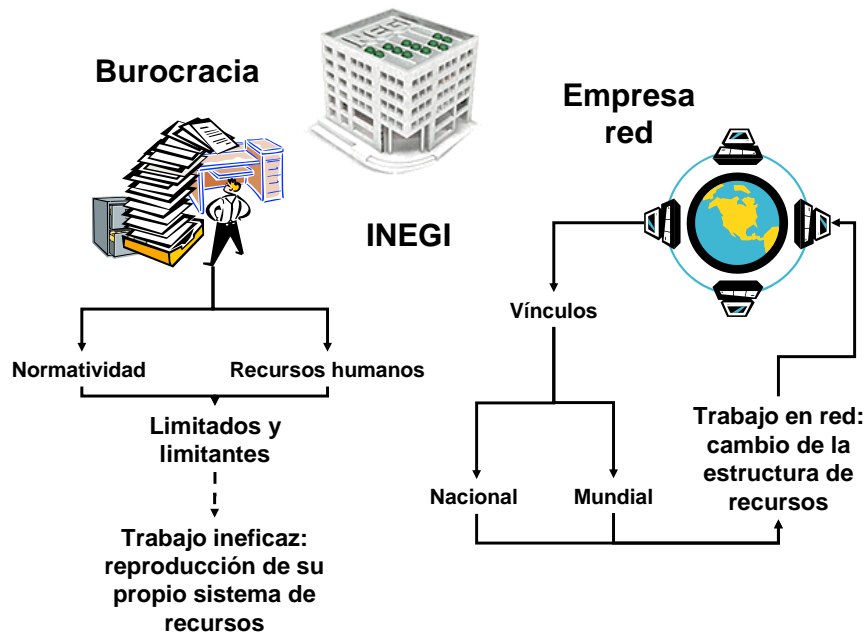 Burocracia
INEGI
Empresa
red
INEGI
Vínculos
Normatividad
Recursos humanos
Limitados y
limitantes
Trabajo en red:
cambio de la
estructura de
recursos
Nacional
Mundial
Trabajo ineficaz:
reproducción de su
propio sistema de
recursos